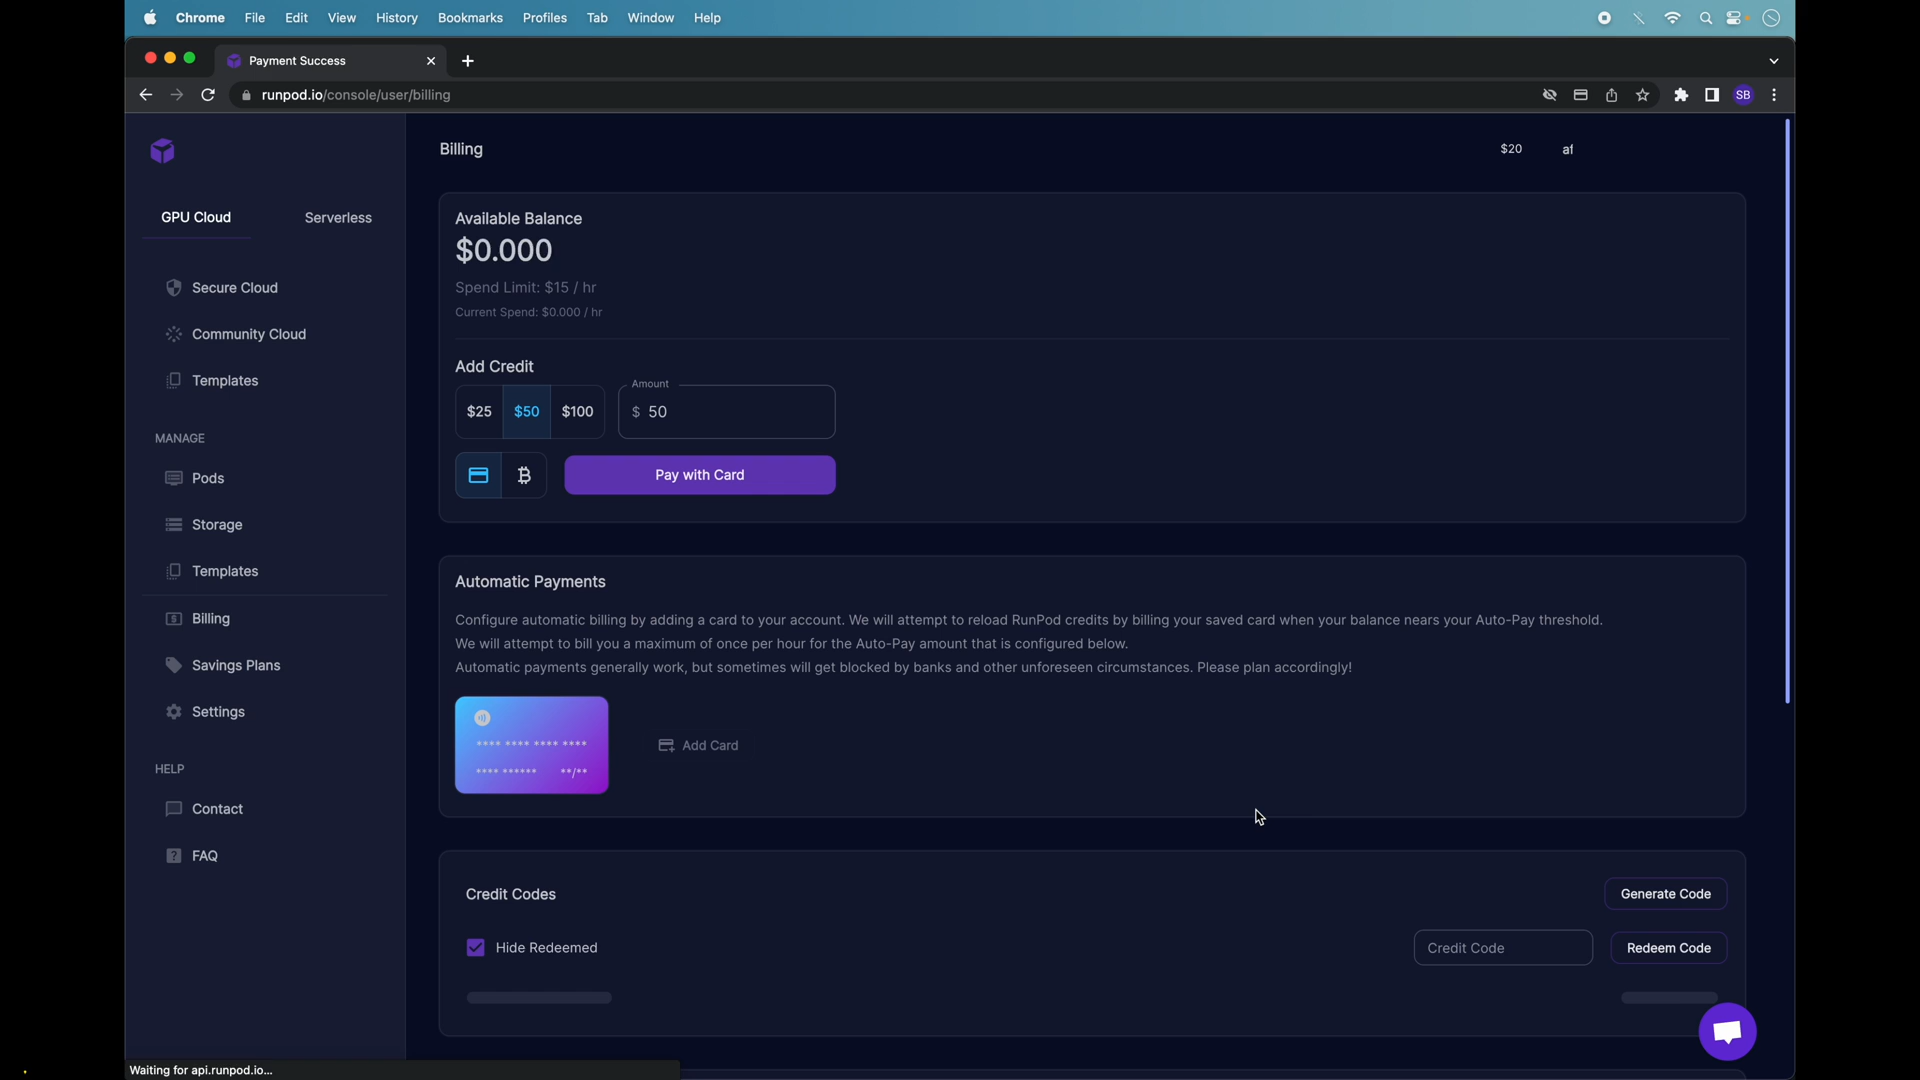 Chrome File Edit View History Bookmarks Profiles Tab Window Help
Payment Success
runpod.io/console/user/billing
SB
Billing
$20 af
GPU Cloud Serverless
Secure Cloud
Community Cloud
Templates
MANAGE
Pods
Storage
Templates
Billing
Savings Plans
Settings
HELP
Contact
FAQ
Available Balance
$0.000
Spend Limit: $15 / hr
Current Spend: $0.000 / hr
Add Credit
$25 $50 $100
Amount
$ 50
Pay with Card
Automatic Payments
Configure automatic billing by adding a card to your account. We will attempt to reload RunPod credits by billing your saved card when your balance nears your Auto-Pay threshold.
We will attempt to bill you a maximum of once per hour for the Auto-Pay amount that is configured below.
Automatic payments generally work, but sometimes will get blocked by banks and other unforeseen circumstances. Please plan accordingly!
**** **** **** ****
**** ****** **/**
Add Card
Credit Codes
Generate Code
Hide Redeemed
Credit Code
Redeem Code
Waiting for api.runpod.io...